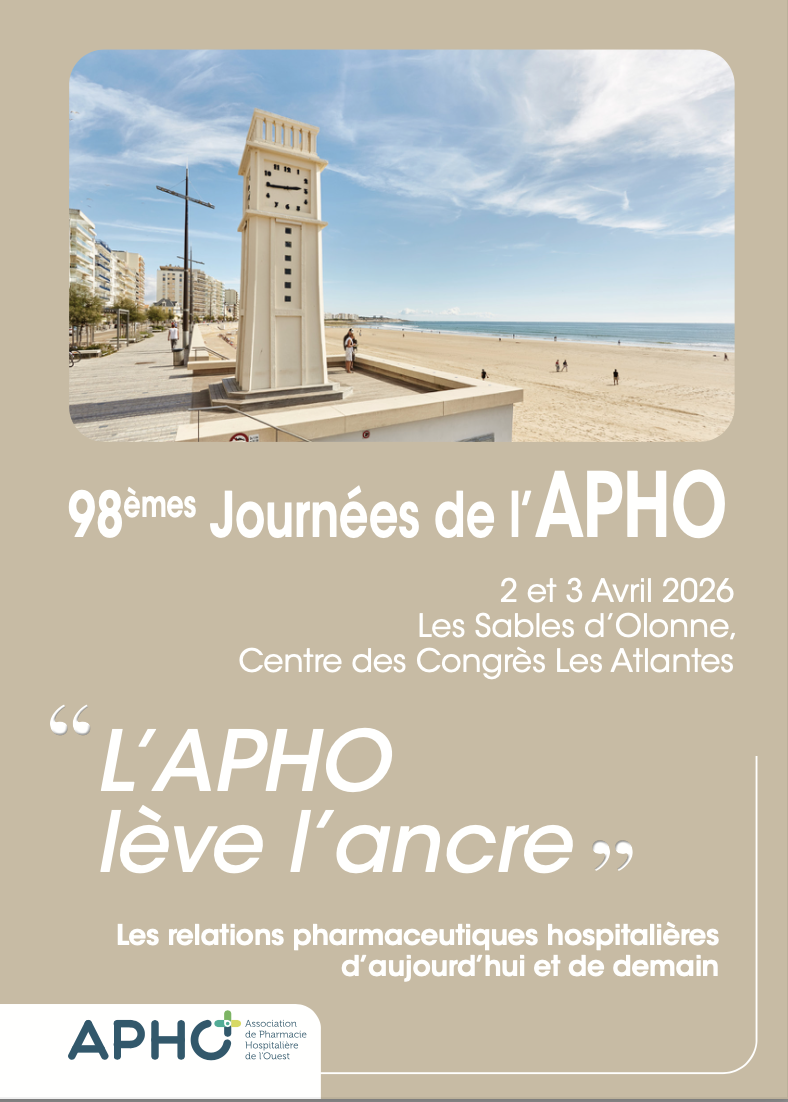 98èmes Journées de l'APHO
2 et 3 Avril 2026
Les Sables d'Olonne,
Centre des Congrès Les Atlantes
“L'APHO
lève l'ancre”
Les relations pharmaceutiques hospitalières
d'aujourd'hui et de demain
APHO
Association
de Pharmacie
Hospitalière
de l'Ouest